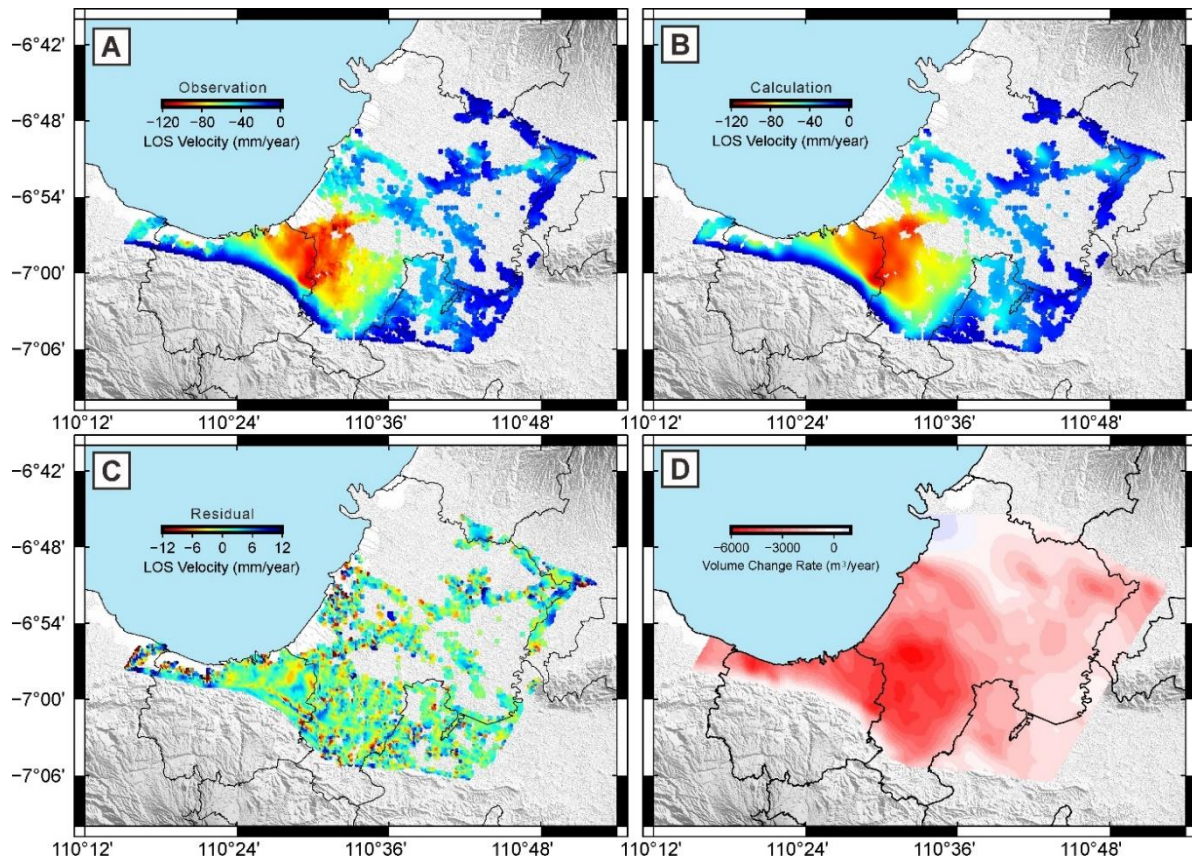 A
B
−6°42'
−6°48'
−6°54'
−7°00'
−7°06'
Observation
−120 −80 −40 0
LOS Velocity (mm/year)
Calculation
−120 −80 −40 0
LOS Velocity (mm/year)
110°12' 110°24' 110°36' 110°48'
110°12' 110°24' 110°36' 110°48'
C
D
−6°42'
−6°48'
−6°54'
−7°00'
−7°06'
Residual
−12 −6 0 6 12
LOS Velocity (mm/year)
−6000 −3000 0
Volume Change Rate (m³/year)
110°12' 110°24' 110°36' 110°48'
110°12' 110°24' 110°36' 110°48'